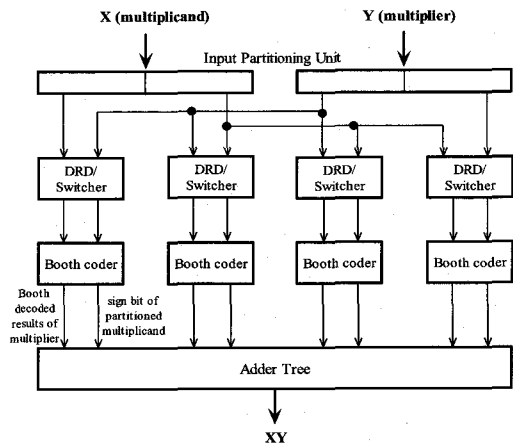 X (multiplicand)
Y (multiplier)
Input Partitioning Unit
DRD/
Switcher
DRD/
Switcher
DRD/
Switcher
DRD/
Switcher
Booth coder
Booth coder
Booth coder
Booth coder
Booth
decoded
results of
multiplier
sign bit of
partitioned
multiplicand
Adder Tree
XY